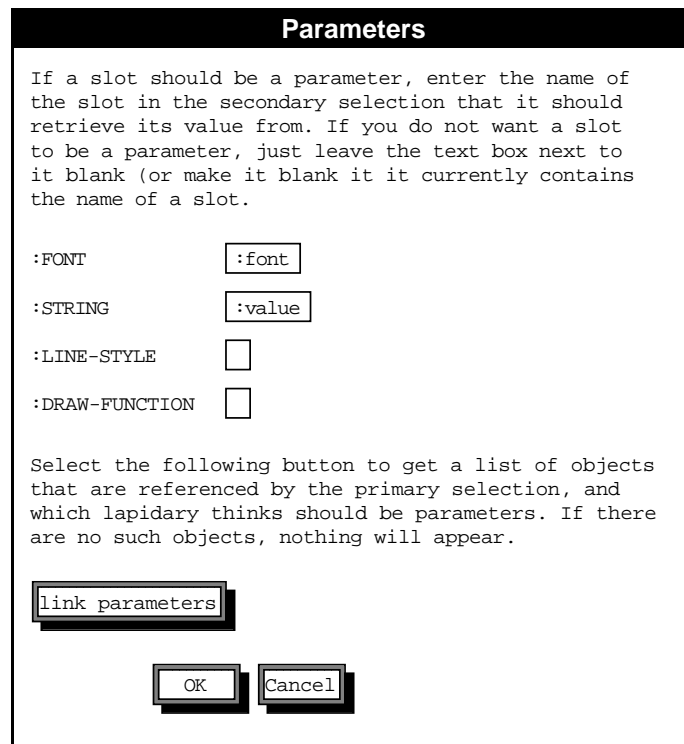 Parameters
If a slot should be a parameter, enter the name of
the slot in the secondary selection that it should
retrieve its value from. If you do not want a slot
to be a parameter, just leave the text box next to
it blank (or make it blank it it currently contains
the name of a slot.
:FONT :font
:STRING :value
:LINE-STYLE
:DRAW-FUNCTION
Select the following button to get a list of objects
that are referenced by the primary selection, and
which lapidary thinks should be parameters. If there
are no such objects, nothing will appear.
link parameters
OK Cancel